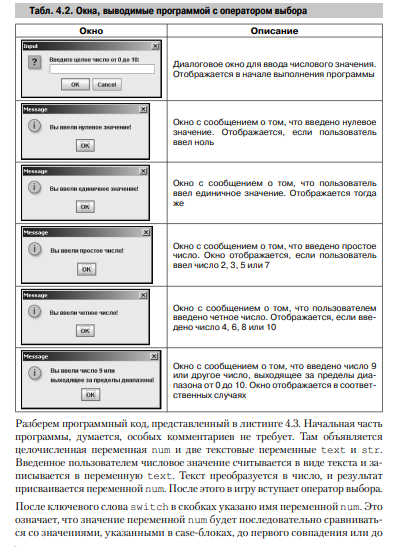 Табл. 4.2. Окна, выводимые программой с оператором выбора
Окно
Описание
Input
Введите целое число от 0 до 10:
OK
Cancel
Диалоговое окно для ввода числового значения.
Отображается в начале выполнения программы
Message
Вы ввели нулевое значение!
OK
Окно с сообщением о том, что введено нулевое
значение. Отображается, если пользователь
ввел ноль
Message
Вы ввели единичное значение!
OK
Окно с сообщением о том, что пользователь
ввел единичное значение. Отображается тогда
же
Message
Вы ввели простое число!
OK
Окно с сообщением о том, что введено простое
число. Окно отображается, если пользователь
ввел число 2, 3, 5 или 7
Message
Вы ввели четное число!
OK
Окно с сообщением о том, что пользователем
введено четное число. Отображается, если вве-
дено число 4, 6, 8 или 10
Message
Вы ввели число 9 или
выходящее за пределы диапазона!
OK
Окно с сообщением о том, что введено число 9
или другое число, выходящее за пределы диа-
пазона от 0 до 10. Окно отображается в соответ-
ственных случаях
Разберем программный код, представленный в листинге 4.3. Начальная часть
программы, думается, особых комментариев не требует. Там объявляется
целочисленная переменная num и две текстовые переменные text и str.
Введенное пользователем числовое значение считывается в виде текста и за-
писывается в переменную text. Текст преобразуется в число, и результат
присваивается переменной num. После этого в игру вступает оператор выбора.
После ключевого слова switch в скобках указано имя переменной num. Это
означает, что значение переменной num будет последовательно сравнивать-
ся со значениями, указанными в case-блоках, до первого совпадения или до